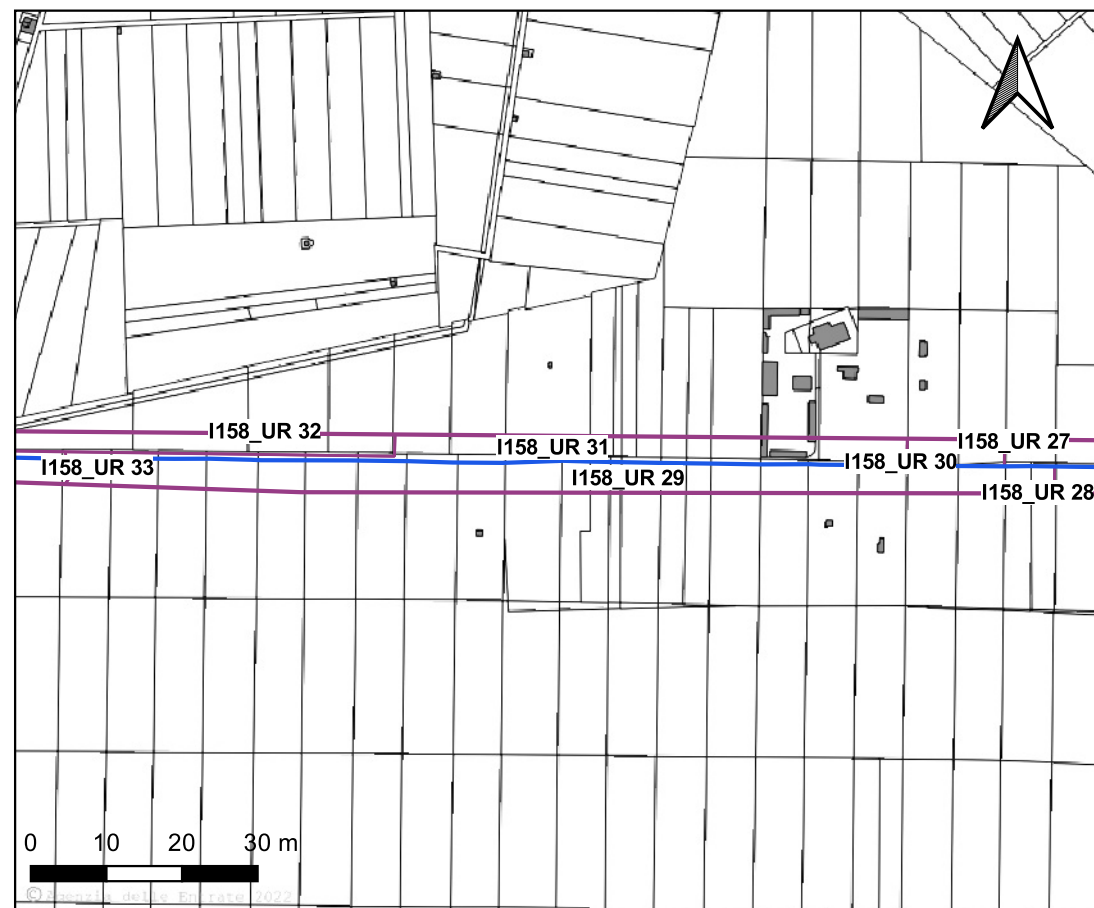 I158_UR 32
I158_UR 31
I158_UR 27
I158_UR 33
I158_UR 30
I158_UR 29
I158_UR 28
0 10 20 30 m
© Agenzia delle Entrate 2022